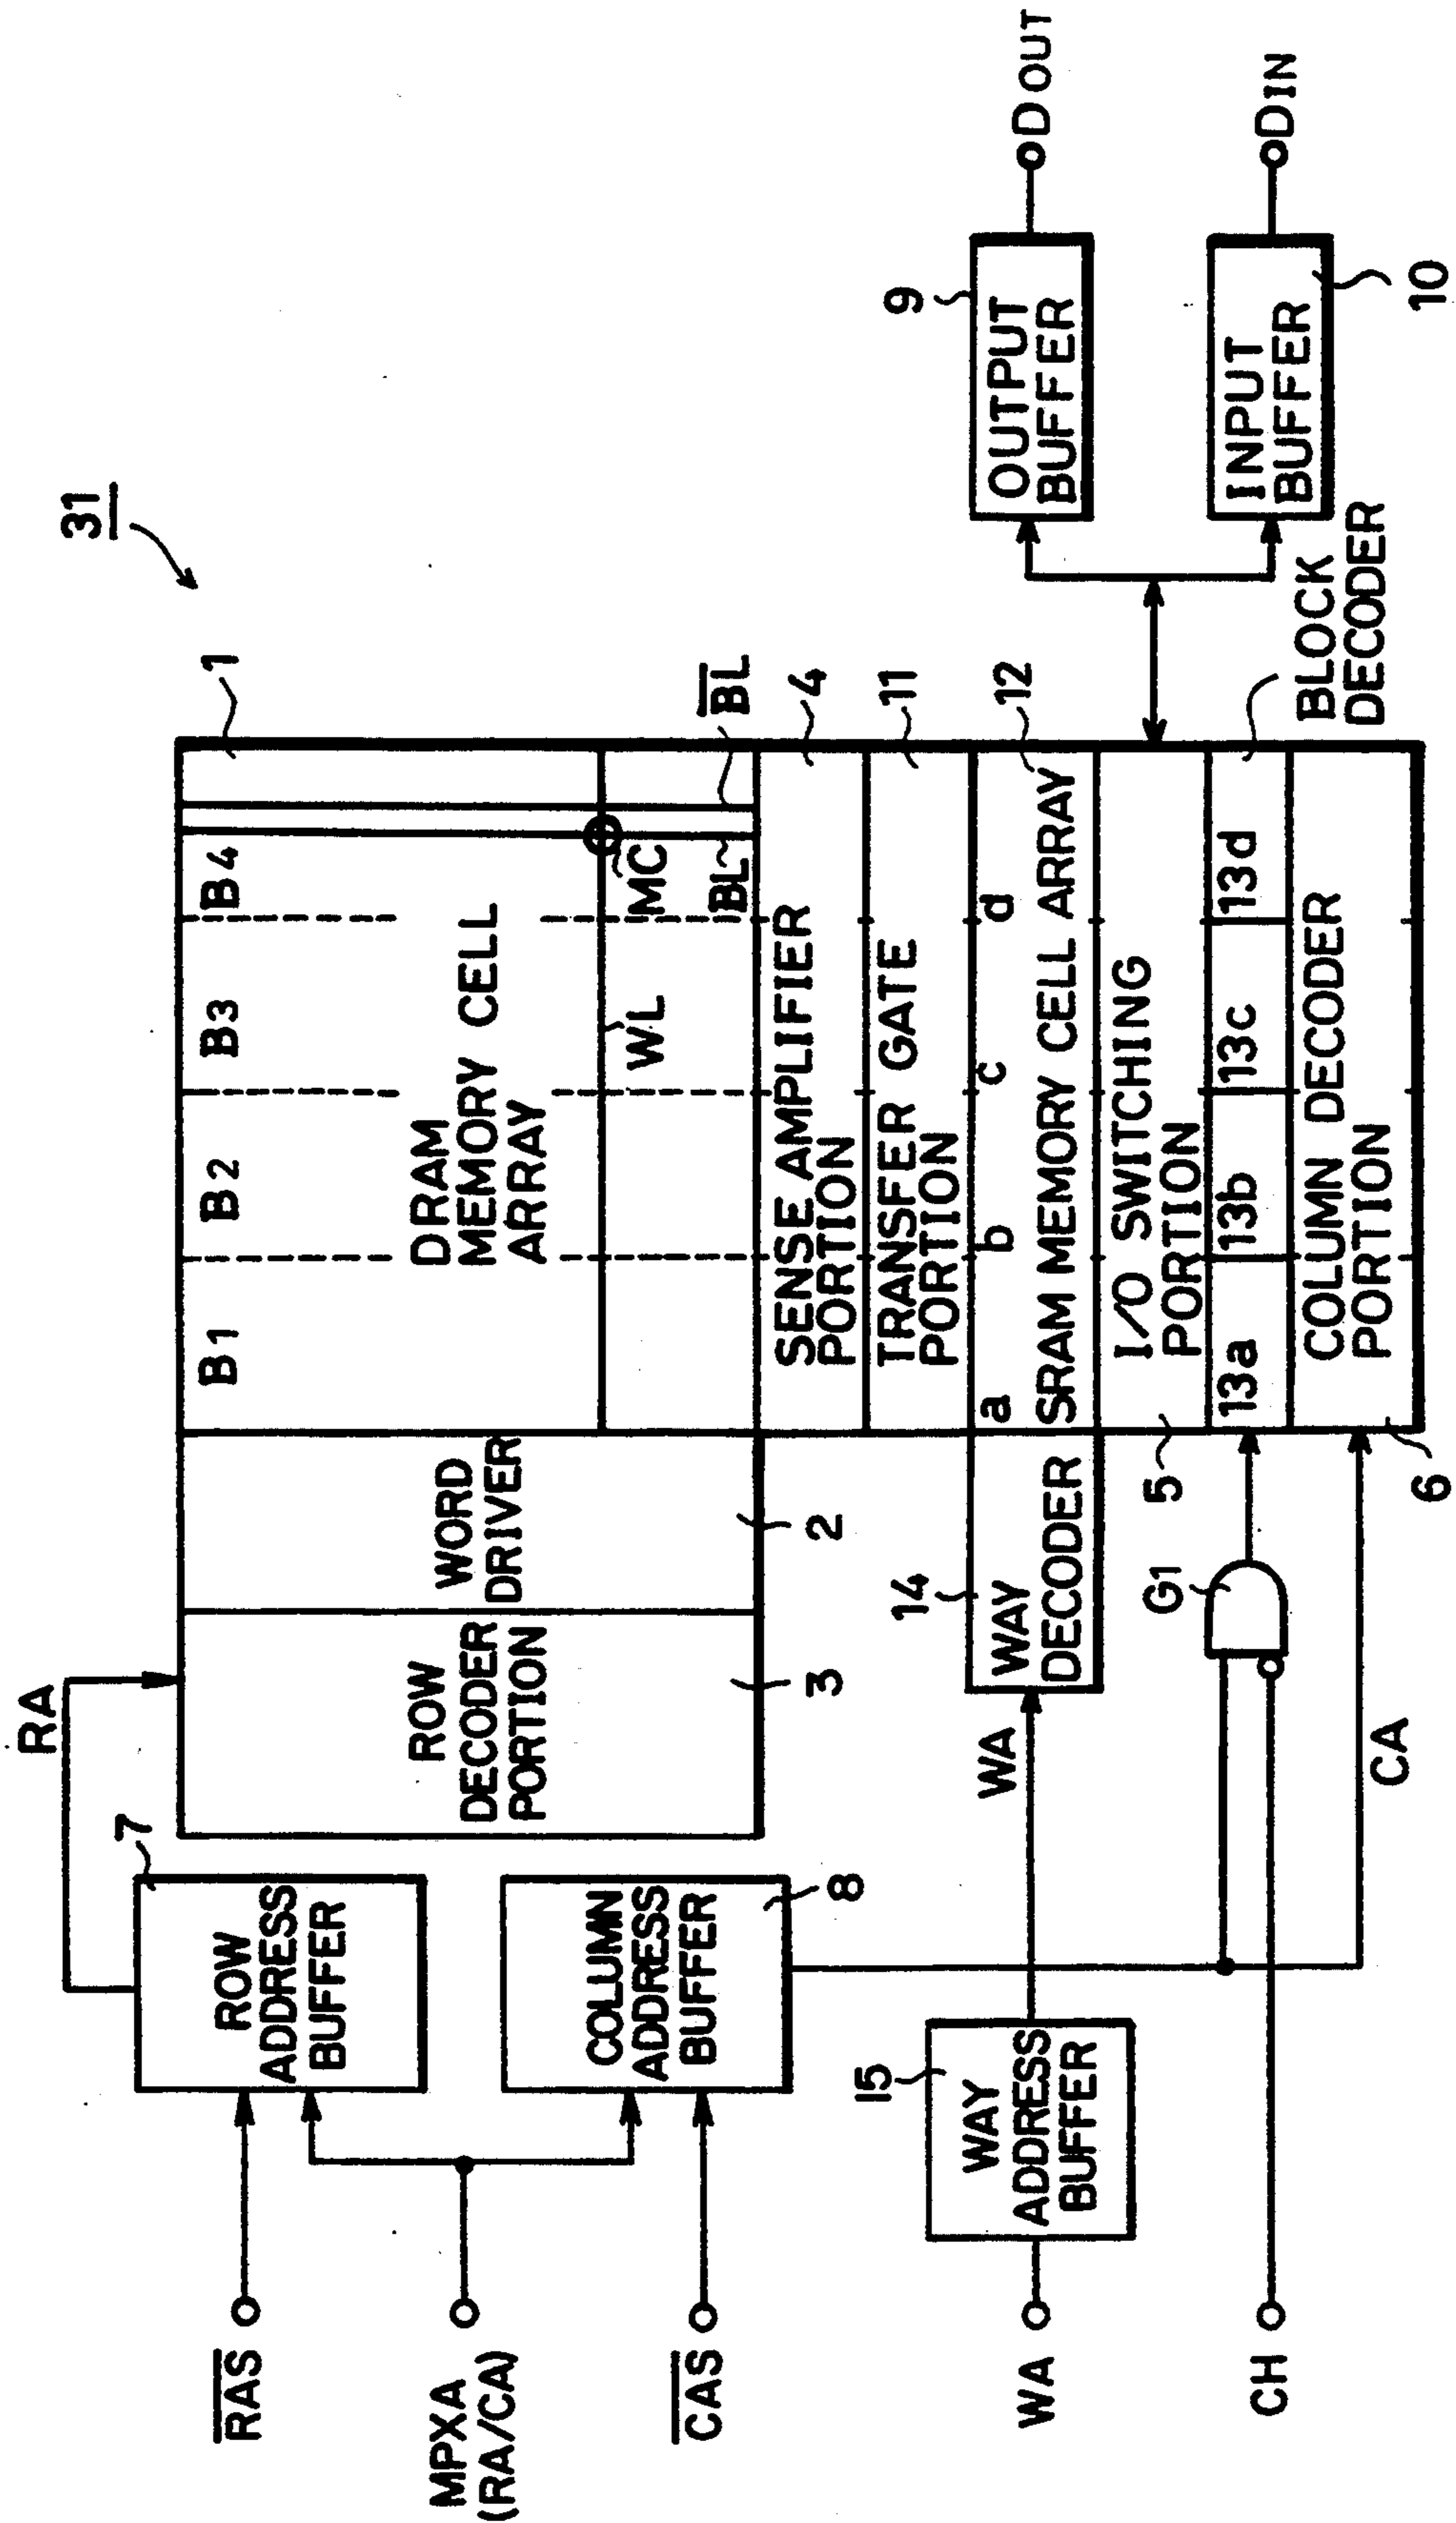 31
RA
7
1
B1
B2
B3
B4
ROW
ADDRESS
BUFFER
ROW
DECODER
PORTION
WORD
DRIVER
DRAM
MEMORY CELL
ARRAY
WL
MC
BL
BL
RAS
MPXA
(RA/CA)
CAS
COLUMN
ADDRESS
BUFFER
8
3
2
SENSE AMPLIFIER
PORTION
4
TRANSFER GATE
PORTION
11
a
b
c
d
12
SRAM MEMORY CELL ARRAY
14
WAY
DECODER
WA
15
WAY
ADDRESS
BUFFER
WA
I/O SWITCHING
PORTION
5
9
OUTPUT
BUFFER
DOUT
INPUT
BUFFER
DIN
10
CH
G1
13a
13b
13c
13d
BLOCK
DECODER
CA
COLUMN DECODER
PORTION
6